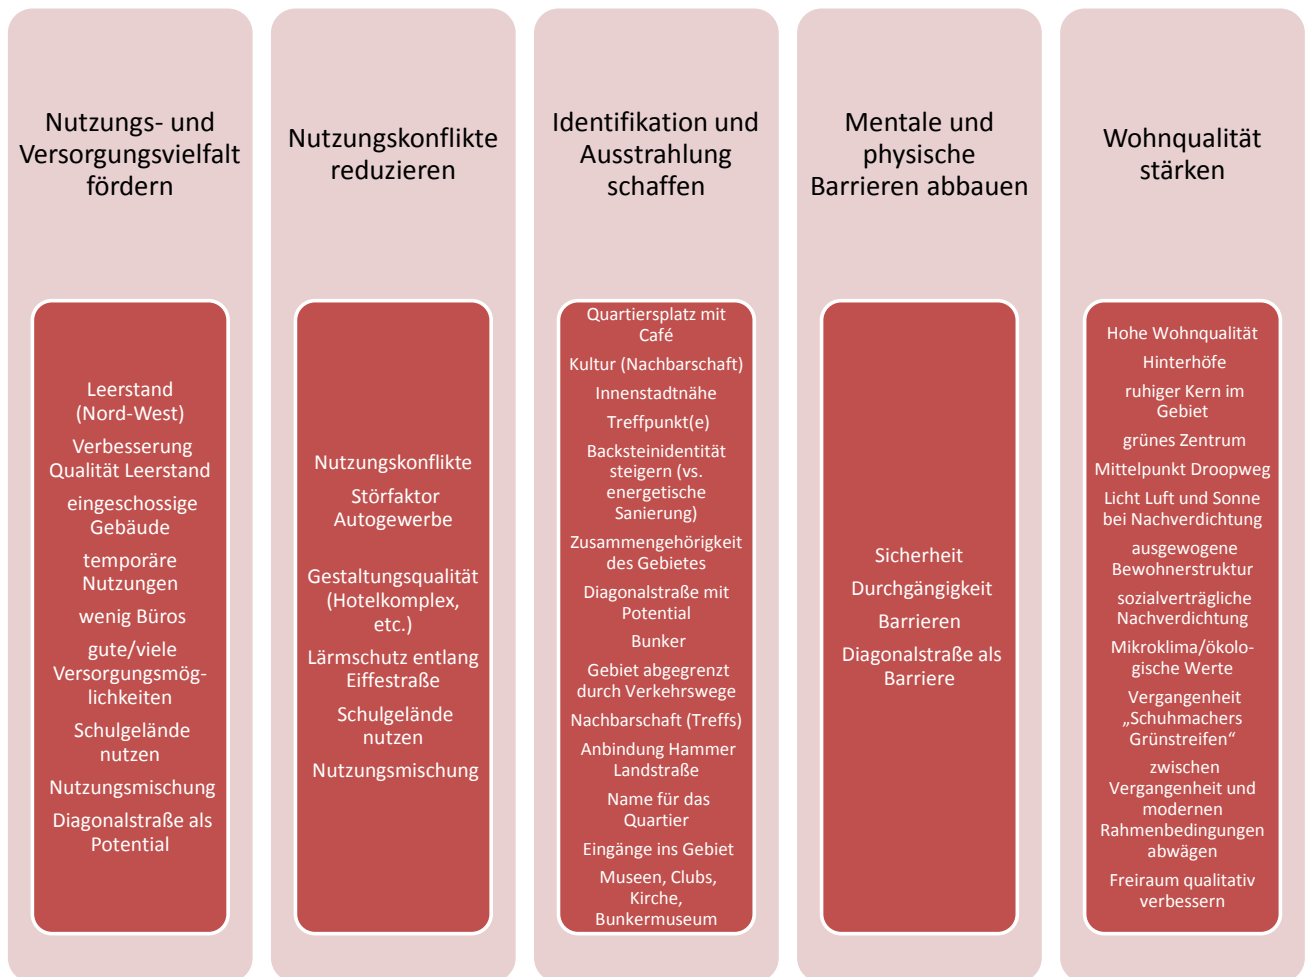 Nutzungs- und
Versorgungsvielfalt
fördern
Leerstand
(Nord-West)
Verbesserung
Qualität Leerstand
eingeschossige
Gebäude
temporäre
Nutzungen
wenig Büros
gute/viele
Versorgungsmög-
lichkeiten
Schulgelände
nutzen
Nutzungsmischung
Diagonalstraße als
Potential
Nutzungskonflikte
reduzieren
Nutzungskonflikte
Störfaktor
Autogewerbe
Gestaltungsqualität
(Hotelkomplex,
etc.)
Lärmschutz entlang
Eiffestraße
Schulgelände
nutzen
Nutzungsmischung
Identifikation und
Ausstrahlung
schaffen
Quartiersplatz mit
Café
Kultur (Nachbarschaft)
Innenstadtnähe
Treffpunkt(e)
Backsteinidentität
steigern (vs.
energetische
Sanierung)
Zusammengehörigkeit
des Gebietes
Diagonalstraße mit
Potential
Bunker
Gebiet abgegrenzt
durch Verkehrswege
Nachbarschaft (Treffs)
Anbindung Hammer
Landstraße
Name für das
Quartier
Eingänge ins Gebiet
Museen, Clubs,
Kirche,
Bunkermuseum
Mentale und
physische
Barrieren abbauen
Sicherheit
Durchgängigkeit
Barrieren
Diagonalstraße als
Barriere
Wohnqualität
stärken
Hohe Wohnqualität
Hinterhöfe
ruhiger Kern im
Gebiet
grünes Zentrum
Mittelpunkt Droopweg
Licht Luft und Sonne
bei Nachverdichtung
ausgewogene
Bewohnerstruktur
sozialverträgliche
Nachverdichtung
Mikroklima/ökolo-
gische Werte
Vergangenheit
„Schuhmachers
Grünstreifen“
zwischen
Vergangenheit und
modernen
Rahmenbedingungen
abwägen
Freiraum qualitativ
verbessern